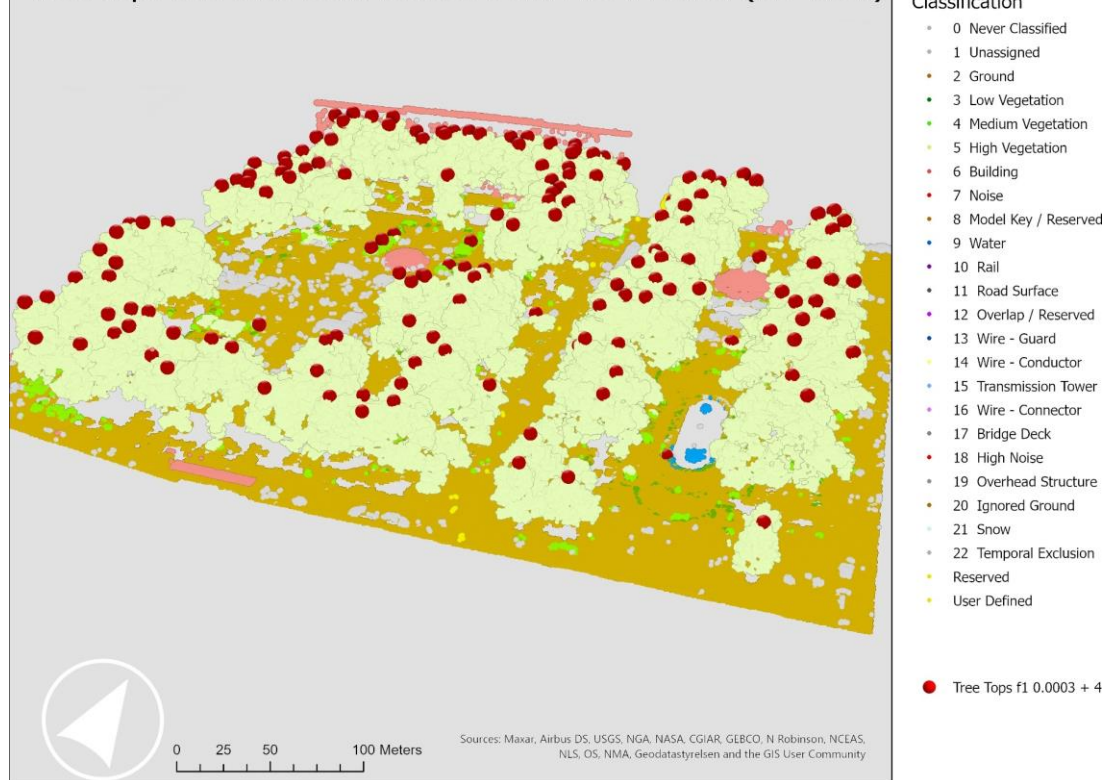 Classification
0 Never Classified
1 Unassigned
2 Ground
3 Low Vegetation
4 Medium Vegetation
5 High Vegetation
6 Building
7 Noise
8 Model Key / Reserved
9 Water
10 Rail
11 Road Surface
12 Overlap / Reserved
13 Wire - Guard
14 Wire - Conductor
15 Transmission Tower
16 Wire - Connector
17 Bridge Deck
18 High Noise
19 Overhead Structure
20 Ignored Ground
21 Snow
22 Temporal Exclusion
Reserved
User Defined
Tree Tops f1 0.0003 + 4
0 25 50 100 Meters
Sources: Maxar, Airbus DS, USGS, NGA, NASA, CGIAR, GEBCO, N Robinson, NCEAS,
NLS, OS, NMA, Geodatastyrelsen and the GIS User Community